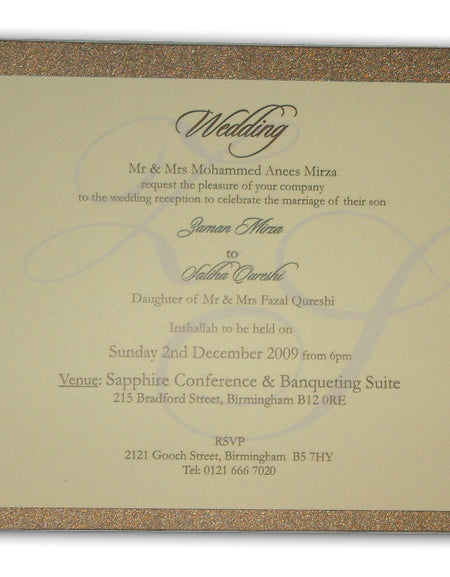 Wedding
Mr & Mrs Mohammed Anees Mirza
request the pleasure of your company
to the wedding reception to celebrate the marriage of their son
Zaman Mirza
to
Saliha Qureshi
Daughter of Mr & Mrs Fazal Qureshi
Inshallah to be held on
Sunday 2nd December 2009 from 6pm
Venue: Sapphire Conference & Banqueting Suite
215 Bradford Street, Birmingham B12 0RE
RSVP
2121 Gooch Street, Birmingham B5 7HY
Tel: 0121 666 7020